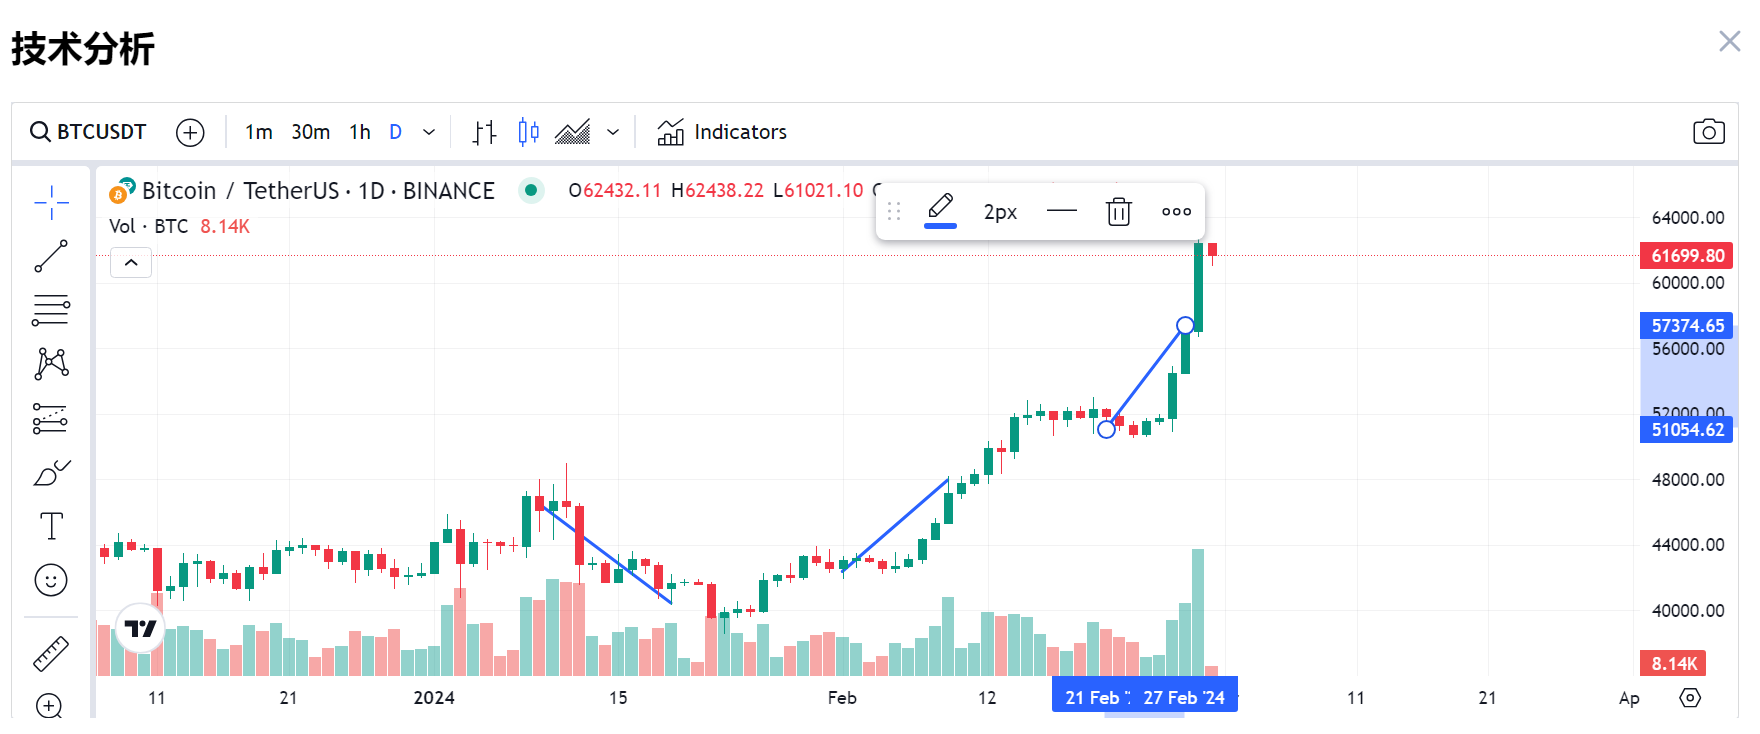 技术分析
BTCUSDT 1m 30m 1h D Indicators
Bitcoin / TetherUS · 1D · BINANCE O62432.11 H62438.22 L61021.10
Vol · BTC 8.14K
2px
64000.00
61699.80
60000.00
57374.65
56000.00
52000.00
51054.62
48000.00
44000.00
40000.00
8.14K
11 21 2024 15 Feb 12 21 Feb 27 Feb '24 11 21 Ap